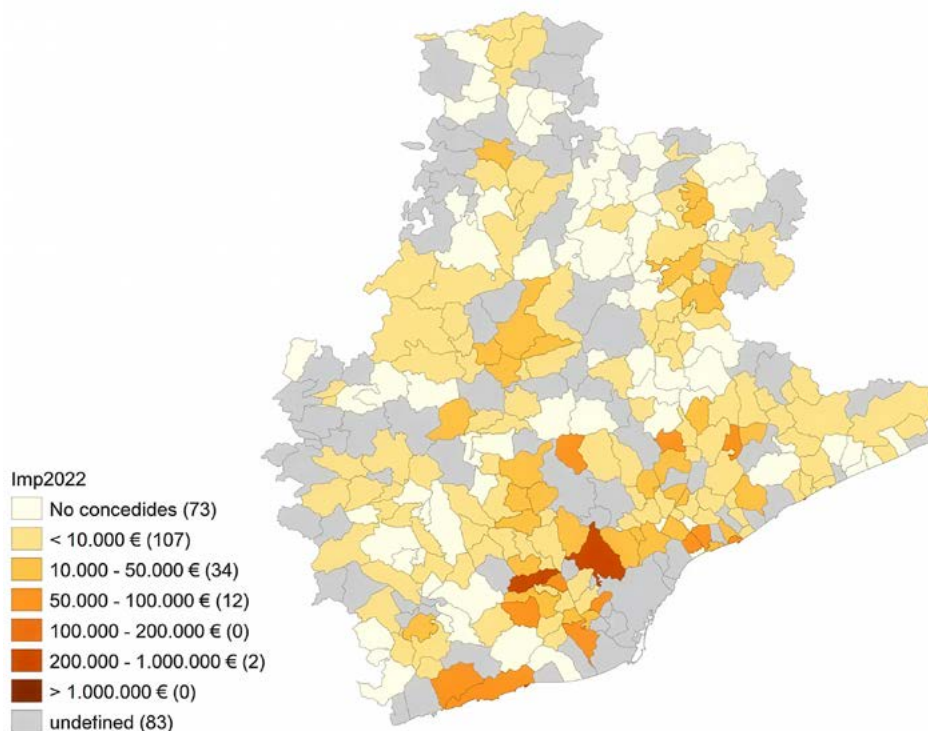 Imp2022
No concedides (73)
< 10.000 € (107)
10.000 - 50.000 € (34)
50.000 - 100.000 € (12)
100.000 - 200.000 € (0)
200.000 - 1.000.000 € (2)
> 1.000.000 € (0)
undefined (83)